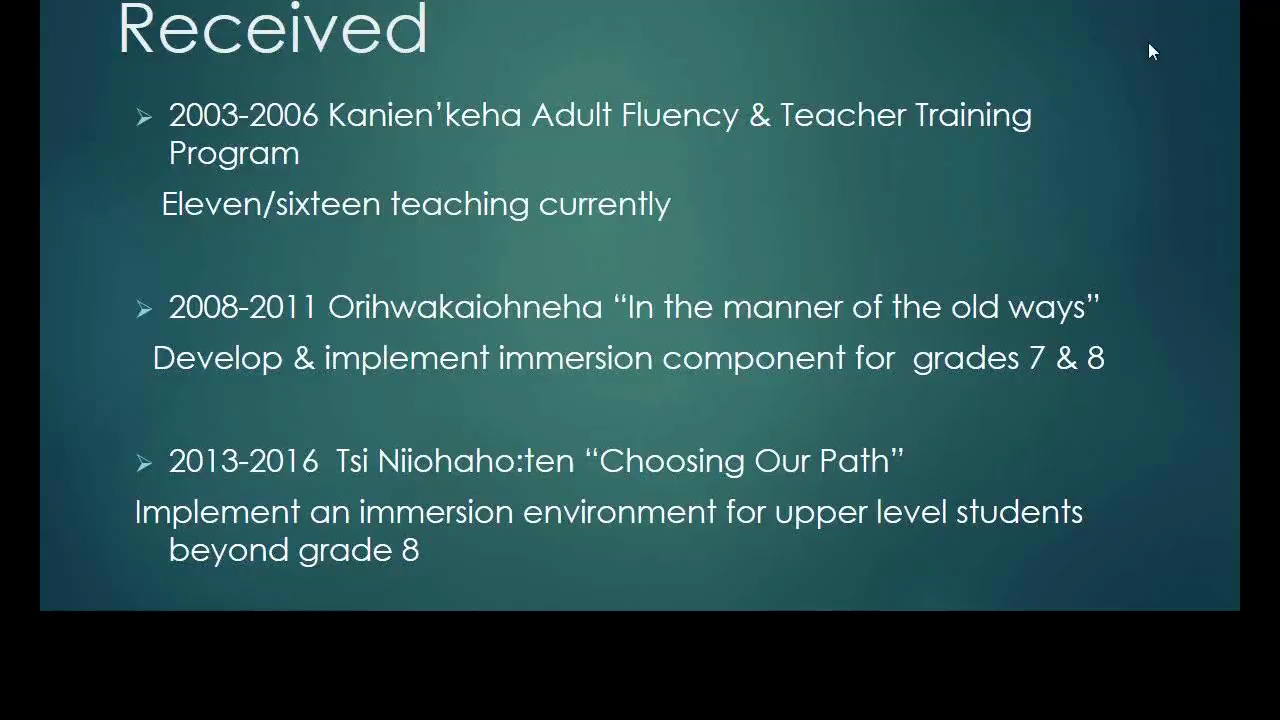 Received
➢ 2003-2006 Kanien’keha Adult Fluency & Teacher Training
Program
Eleven/sixteen teaching currently
➢ 2008-2011 Orihwakaiohneha “In the manner of the old ways”
Develop & implement immersion component for  grades 7 & 8
➢ 2013-2016  Tsi Niiohaho:ten “Choosing Our Path”
Implement an immersion environment for upper level students
beyond grade 8